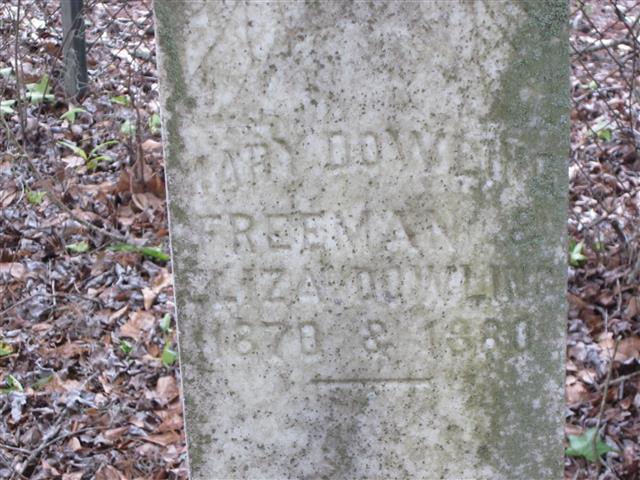 MARY DOWLING
FREEMAN
ELIZA DOWLING
1870 & 1880